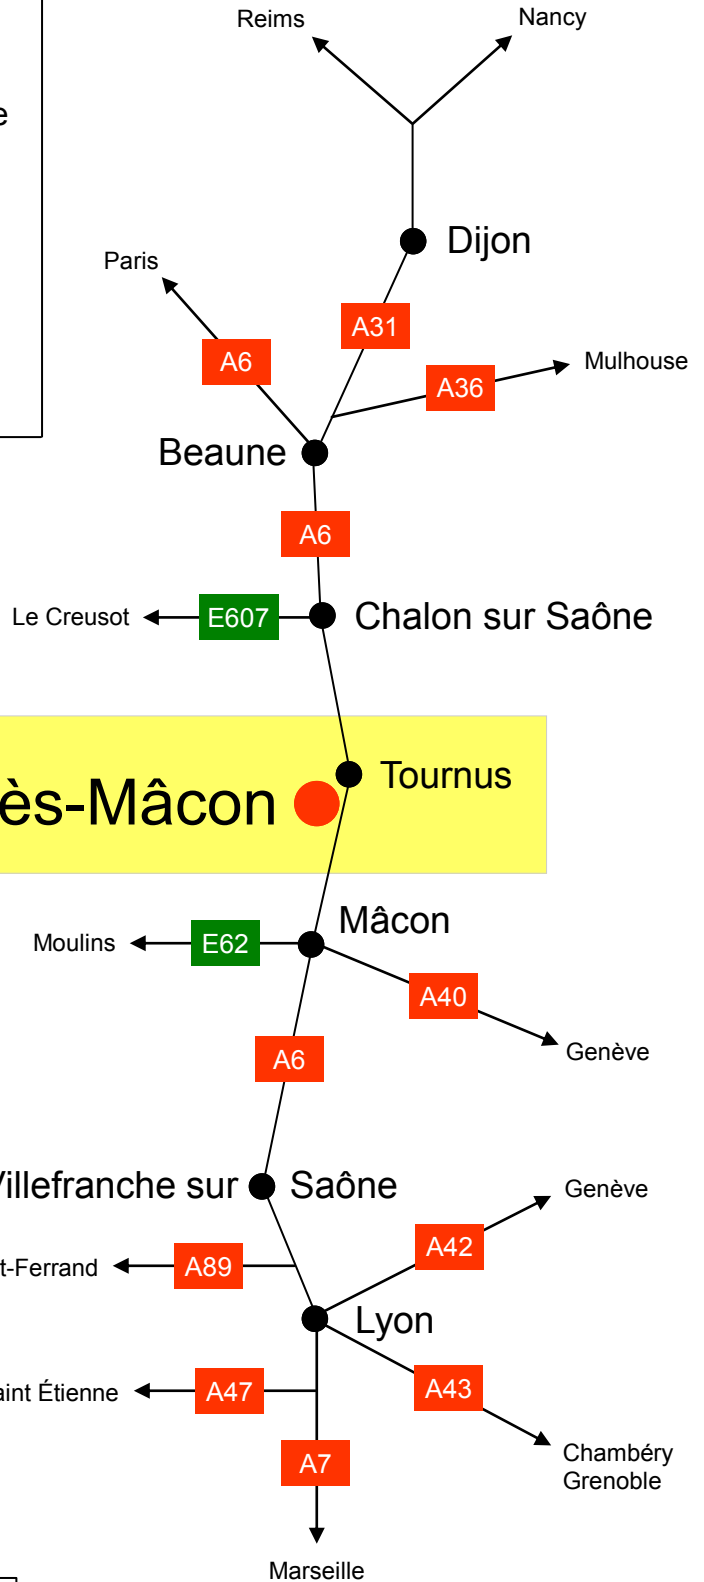 Reims
Nancy
e
Dijon
Paris
A31
A6
Mulhouse
A36
Beaune
A6
Le Creusot
E607
Chalon sur Saône
Tournus
ès-Mâcon
Mâcon
Moulins
E62
A40
Genève
A6
Villefranche sur Saône
Genève
A42
t-Ferrand
A89
Lyon
aint Étienne
A47
A43
A7
Chambéry
Grenoble
Marseille